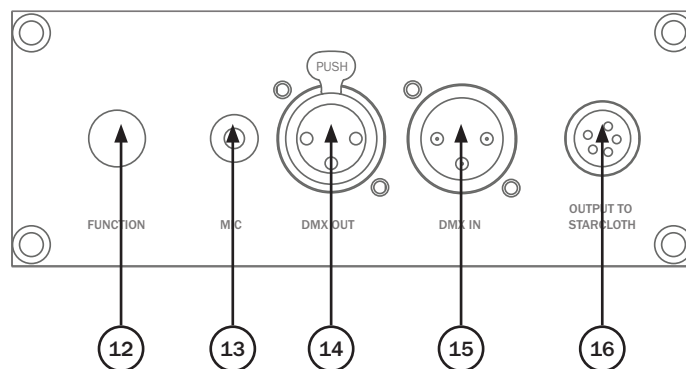 PUSH
FUNCTION
MIC
DMX OUT
DMX IN
OUTPUT TO
STARCLOTH
12
13
14
15
16